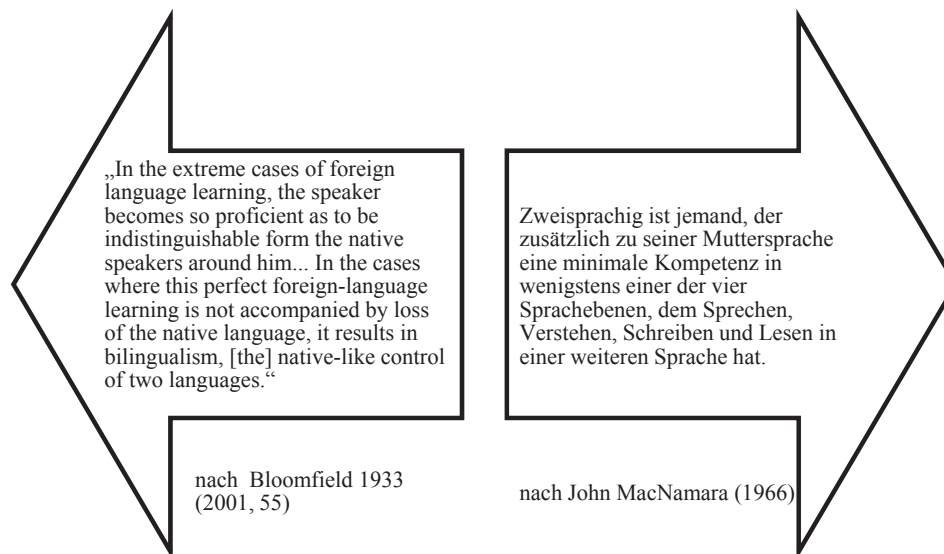 „In the extreme cases of foreign
language learning, the speaker
becomes so proficient as to be
indistinguishable form the native
speakers around him... In the cases
where this perfect foreign-language
learning is not accompanied by loss
of the native language, it results in
bilingualism, [the] native-like control
of two languages.“
nach Bloomfield 1933
(2001, 55)
Zweisprachig ist jemand, der
zusätzlich zu seiner Muttersprache
eine minimale Kompetenz in
wenigstens einer der vier
Sprachebenen, dem Sprechen,
Verstehen, Schreiben und Lesen in
einer weiteren Sprache hat.
nach John MacNamara (1966)